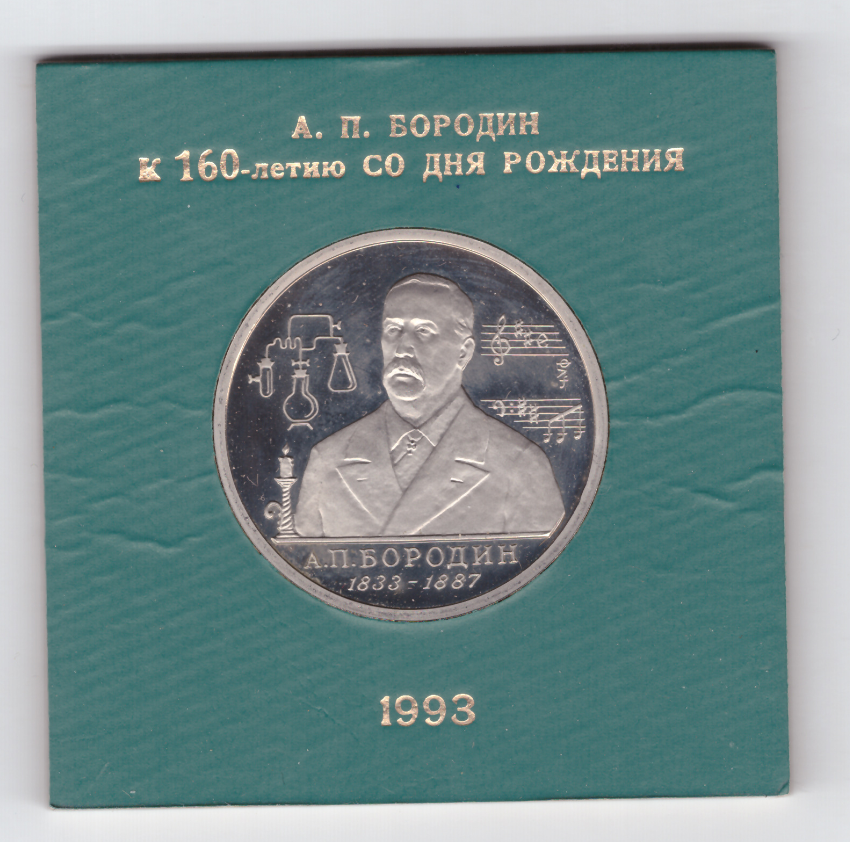 А. П. БОРОДИН
К 160-летию СО ДНЯ РОЖДЕНИЯ
А.П.БОРОДИН
1833-1887
1993